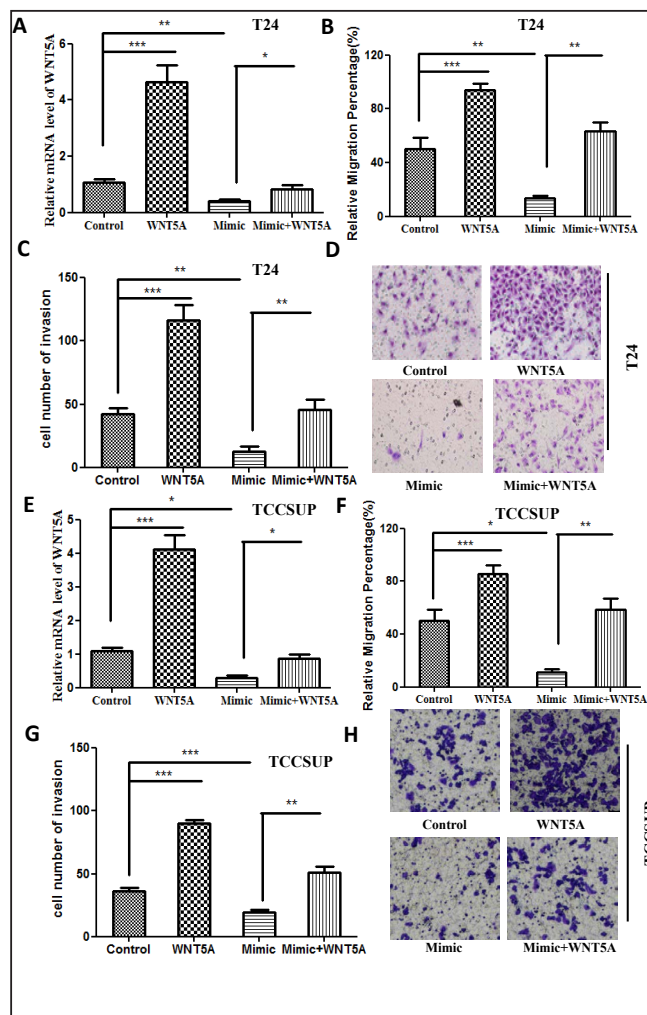 A
T24
Relative mRNA level of WNT5A
6
4
2
0
**
***
*
Control
WNT5A
Mimic
Mimic+WNT5A
B
T24
Relative Migration Percentage(%)
120
80
40
0
**
***
**
Control
WNT5A
Mimic
Mimic+WNT5A
C
T24
cell number of invasion
150
100
50
0
**
***
**
Control
WNT5A
Mimic
Mimic+WNT5A
D
Control
WNT5A
Mimic
Mimic+WNT5A
T24
E
TCCSUP
Relative mRNA level of WNT5A
5
4
3
2
1
0
*
***
*
Control
WNT5A
Mimic
Mimic+WNT5A
F
TCCSUP
Relative Migration Percentage(%)
120
80
40
0
*
***
**
Control
WNT5A
Mimic
Mimic+WNT5A
G
TCCSUP
cell number of invasion
150
100
50
0
***
***
**
Control
WNT5A
Mimic
Mimic+WNT5A
H
Control
WNT5A
Mimic
Mimic+WNT5A
TCCSUP